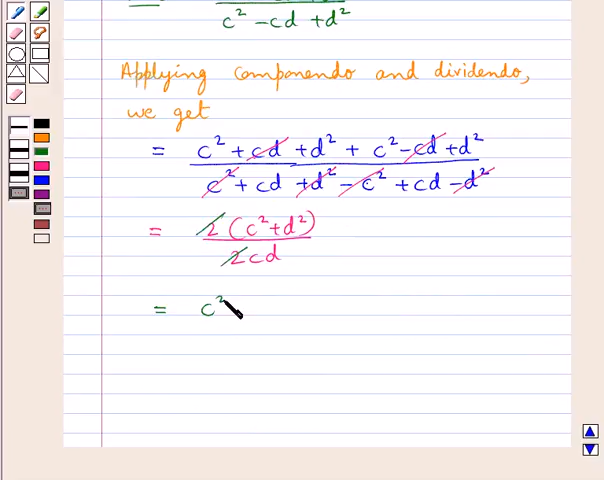 c² - cd + d²
Applying componendo and dividendo,
we get
= c² + cd + d² + c² - cd + d²
c² + cd + d² - c² + cd - d²
= 2 (c² + d²)
2cd
= c²